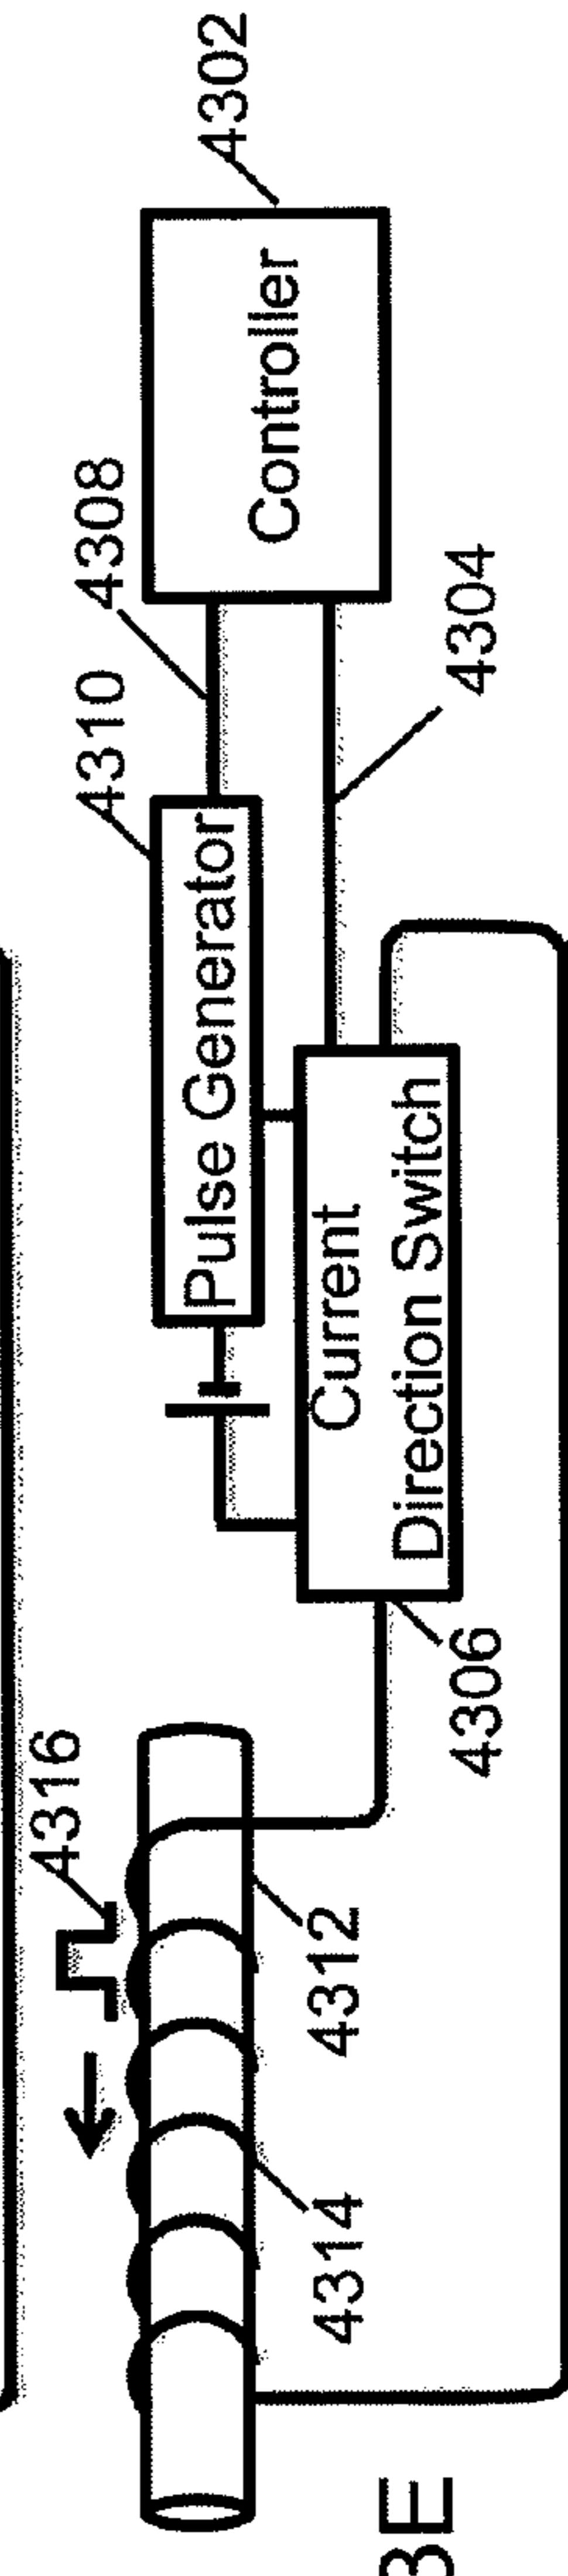 4302
Controller
4308
4310
4304
Pulse Generator
Current
Direction Switch
4306
4316
4312
4314
3E